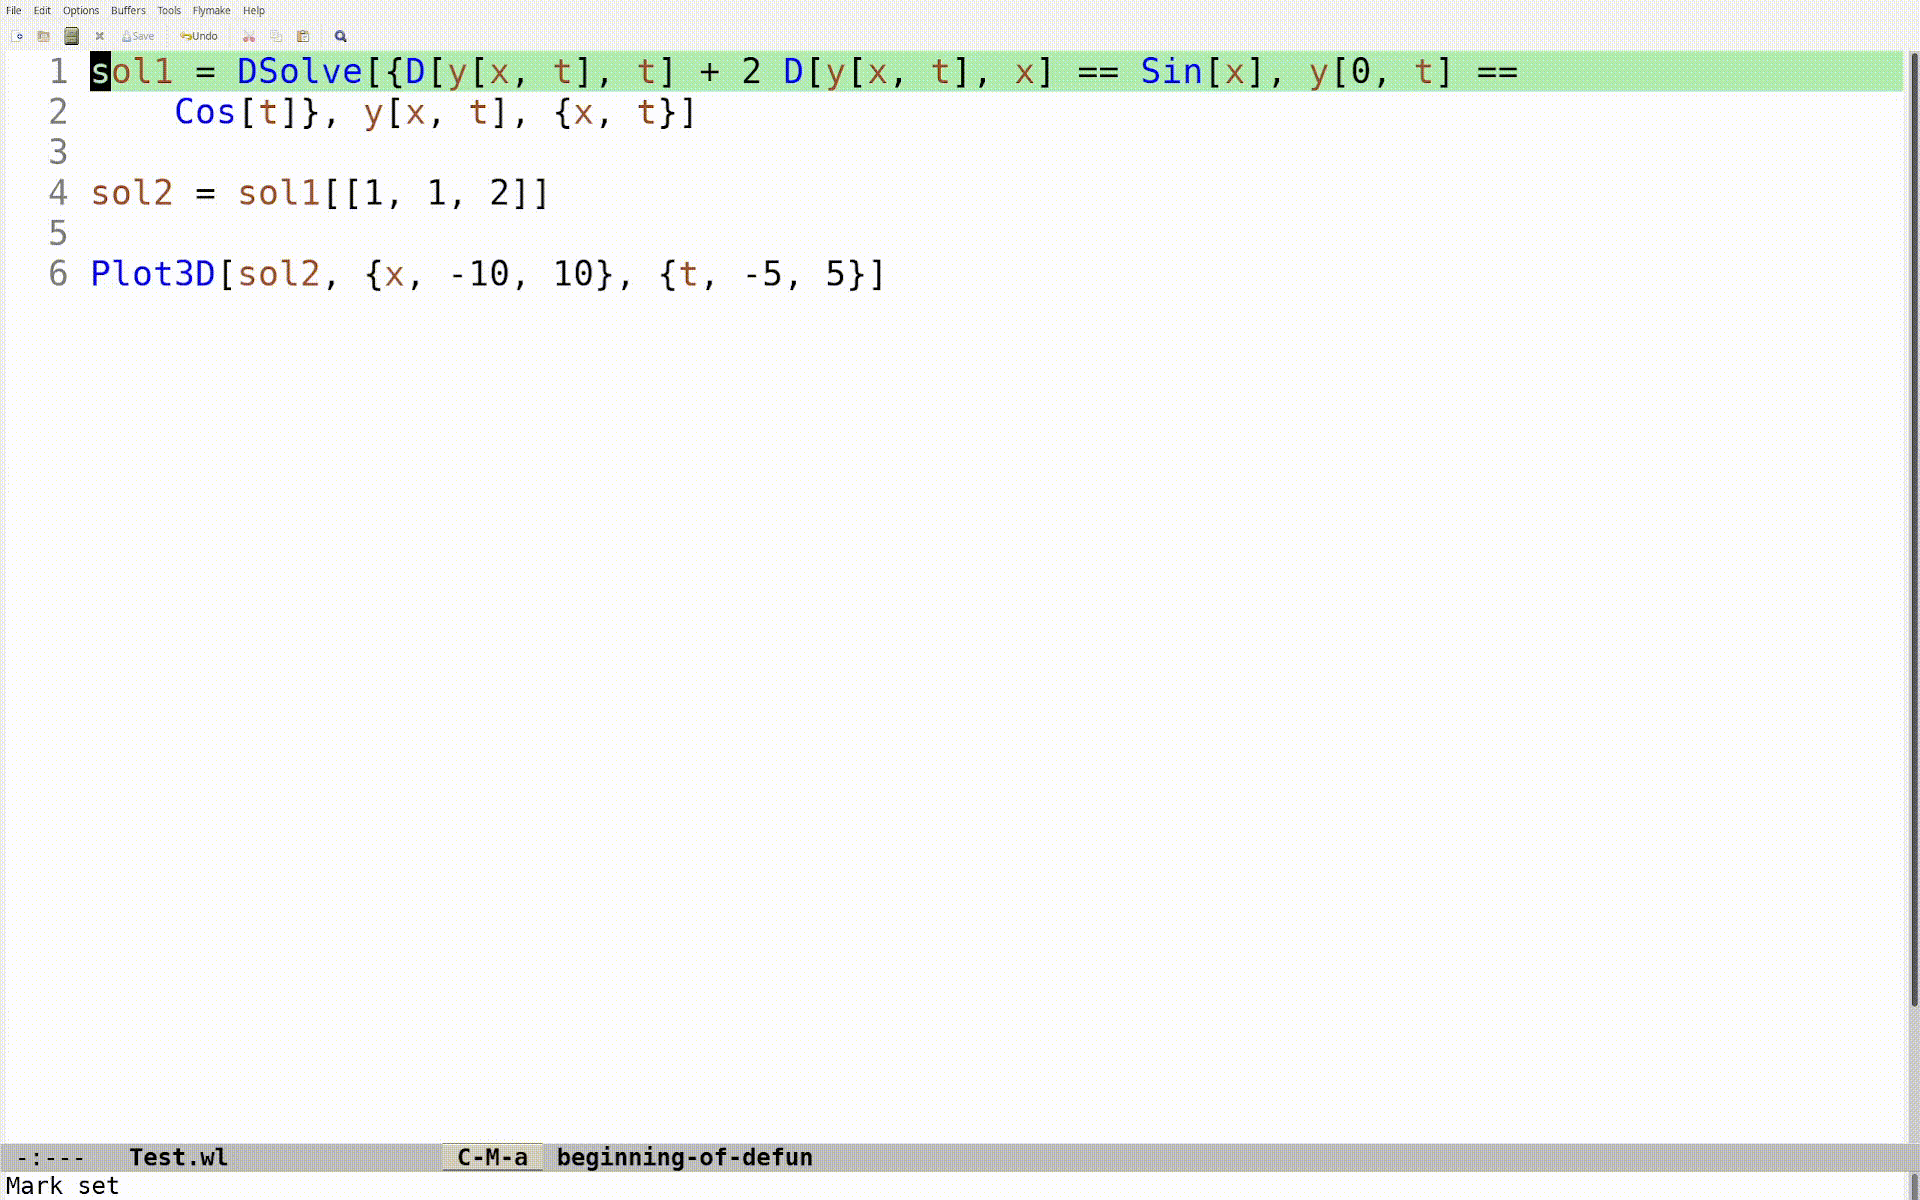 File Edit Options Buffers Tools Flymake Help
Save Undo
1 sol1 = DSolve[{D[y[x, t], t] + 2 D[y[x, t], x] == Sin[x], y[0, t] ==
2     Cos[t]}, y[x, t], {x, t}]
3
4 sol2 = sol1[[1, 1, 2]]
5
6 Plot3D[sol2, {x, -10, 10}, {t, -5, 5}]
-:--- Test.wl C-M-a beginning-of-defun
Mark set